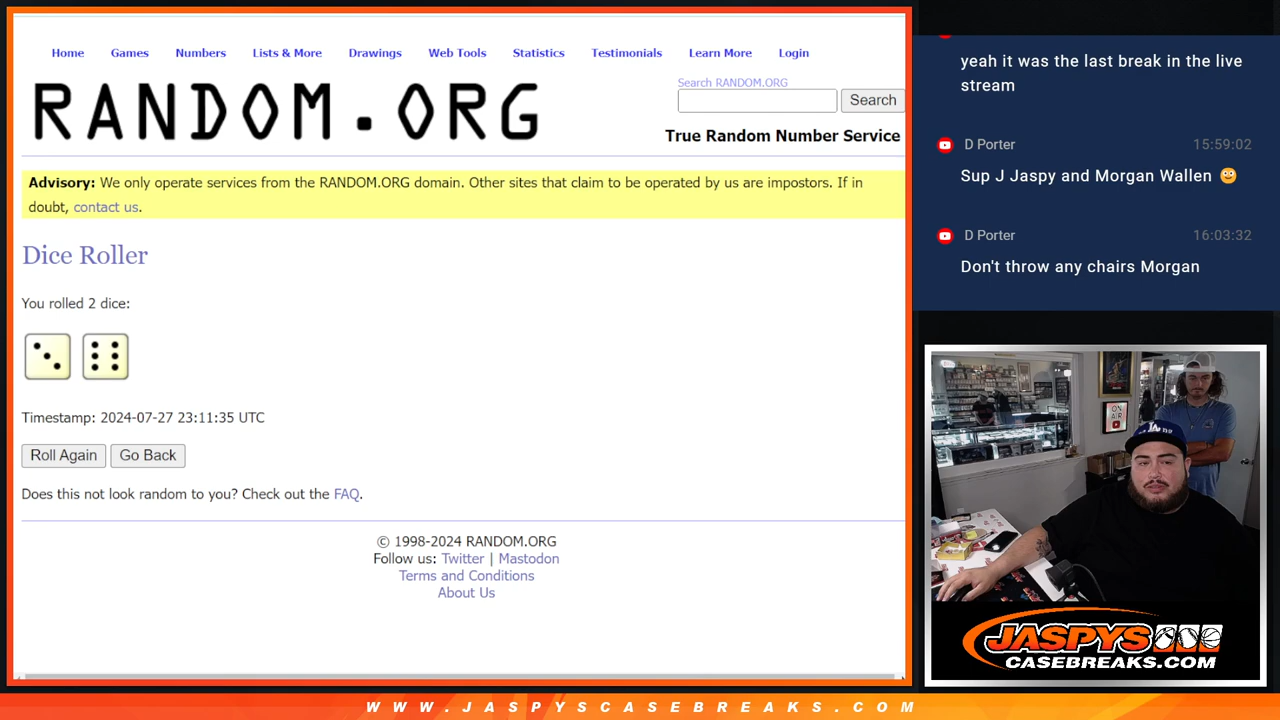 Home Games Numbers Lists & More Drawings Web Tools Statistics Testimonials Learn More Login
RANDOM.ORG
Search RANDOM.ORG
Search
True Random Number Service
Advisory: We only operate services from the RANDOM.ORG domain. Other sites that claim to be operated by us are impostors. If in
doubt, contact us.
Dice Roller
You rolled 2 dice:
Timestamp: 2024-07-27 23:11:35 UTC
Roll Again Go Back
Does this not look random to you? Check out the FAQ.
© 1998-2024 RANDOM.ORG
Follow us: Twitter | Mastodon
Terms and Conditions
About Us
yeah it was the last break in the live
stream
D Porter 15:59:02
Sup J Jaspy and Morgan Wallen
D Porter 16:03:32
Don't throw any chairs Morgan
ON
AIR
LA
JASPYS
CASEBREAKS.COM
WWW.JASPYSCASEBREAKS.COM